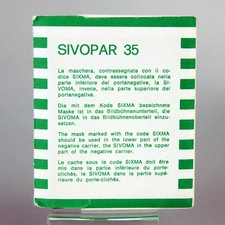 SIVOPAR 35
La maschera, contrassegnata con il co-
dice SIXMA, deve essere collocata nella
parte inferiore del portanegativi, la SI-
VOMA, invece, nella parte superiore del
portanegative.
Die mit dem Kode SIXMA bezeichnete
Maske ist in das Bildbühnenunterteil, die
SIVOMA in das Bildbühnenoberteil einzu-
setzen.
The mask marked with the code SIXMA
should be used in the lower part of the
negative carrier, the SIVOMA in the upper
part of the negative carrier.
Le cache sous le code SIXMA doit être
mis dans la partie inférieure du porte-
clichés, le SIVOMA dans la partie supé-
rieure du porte-clichés.